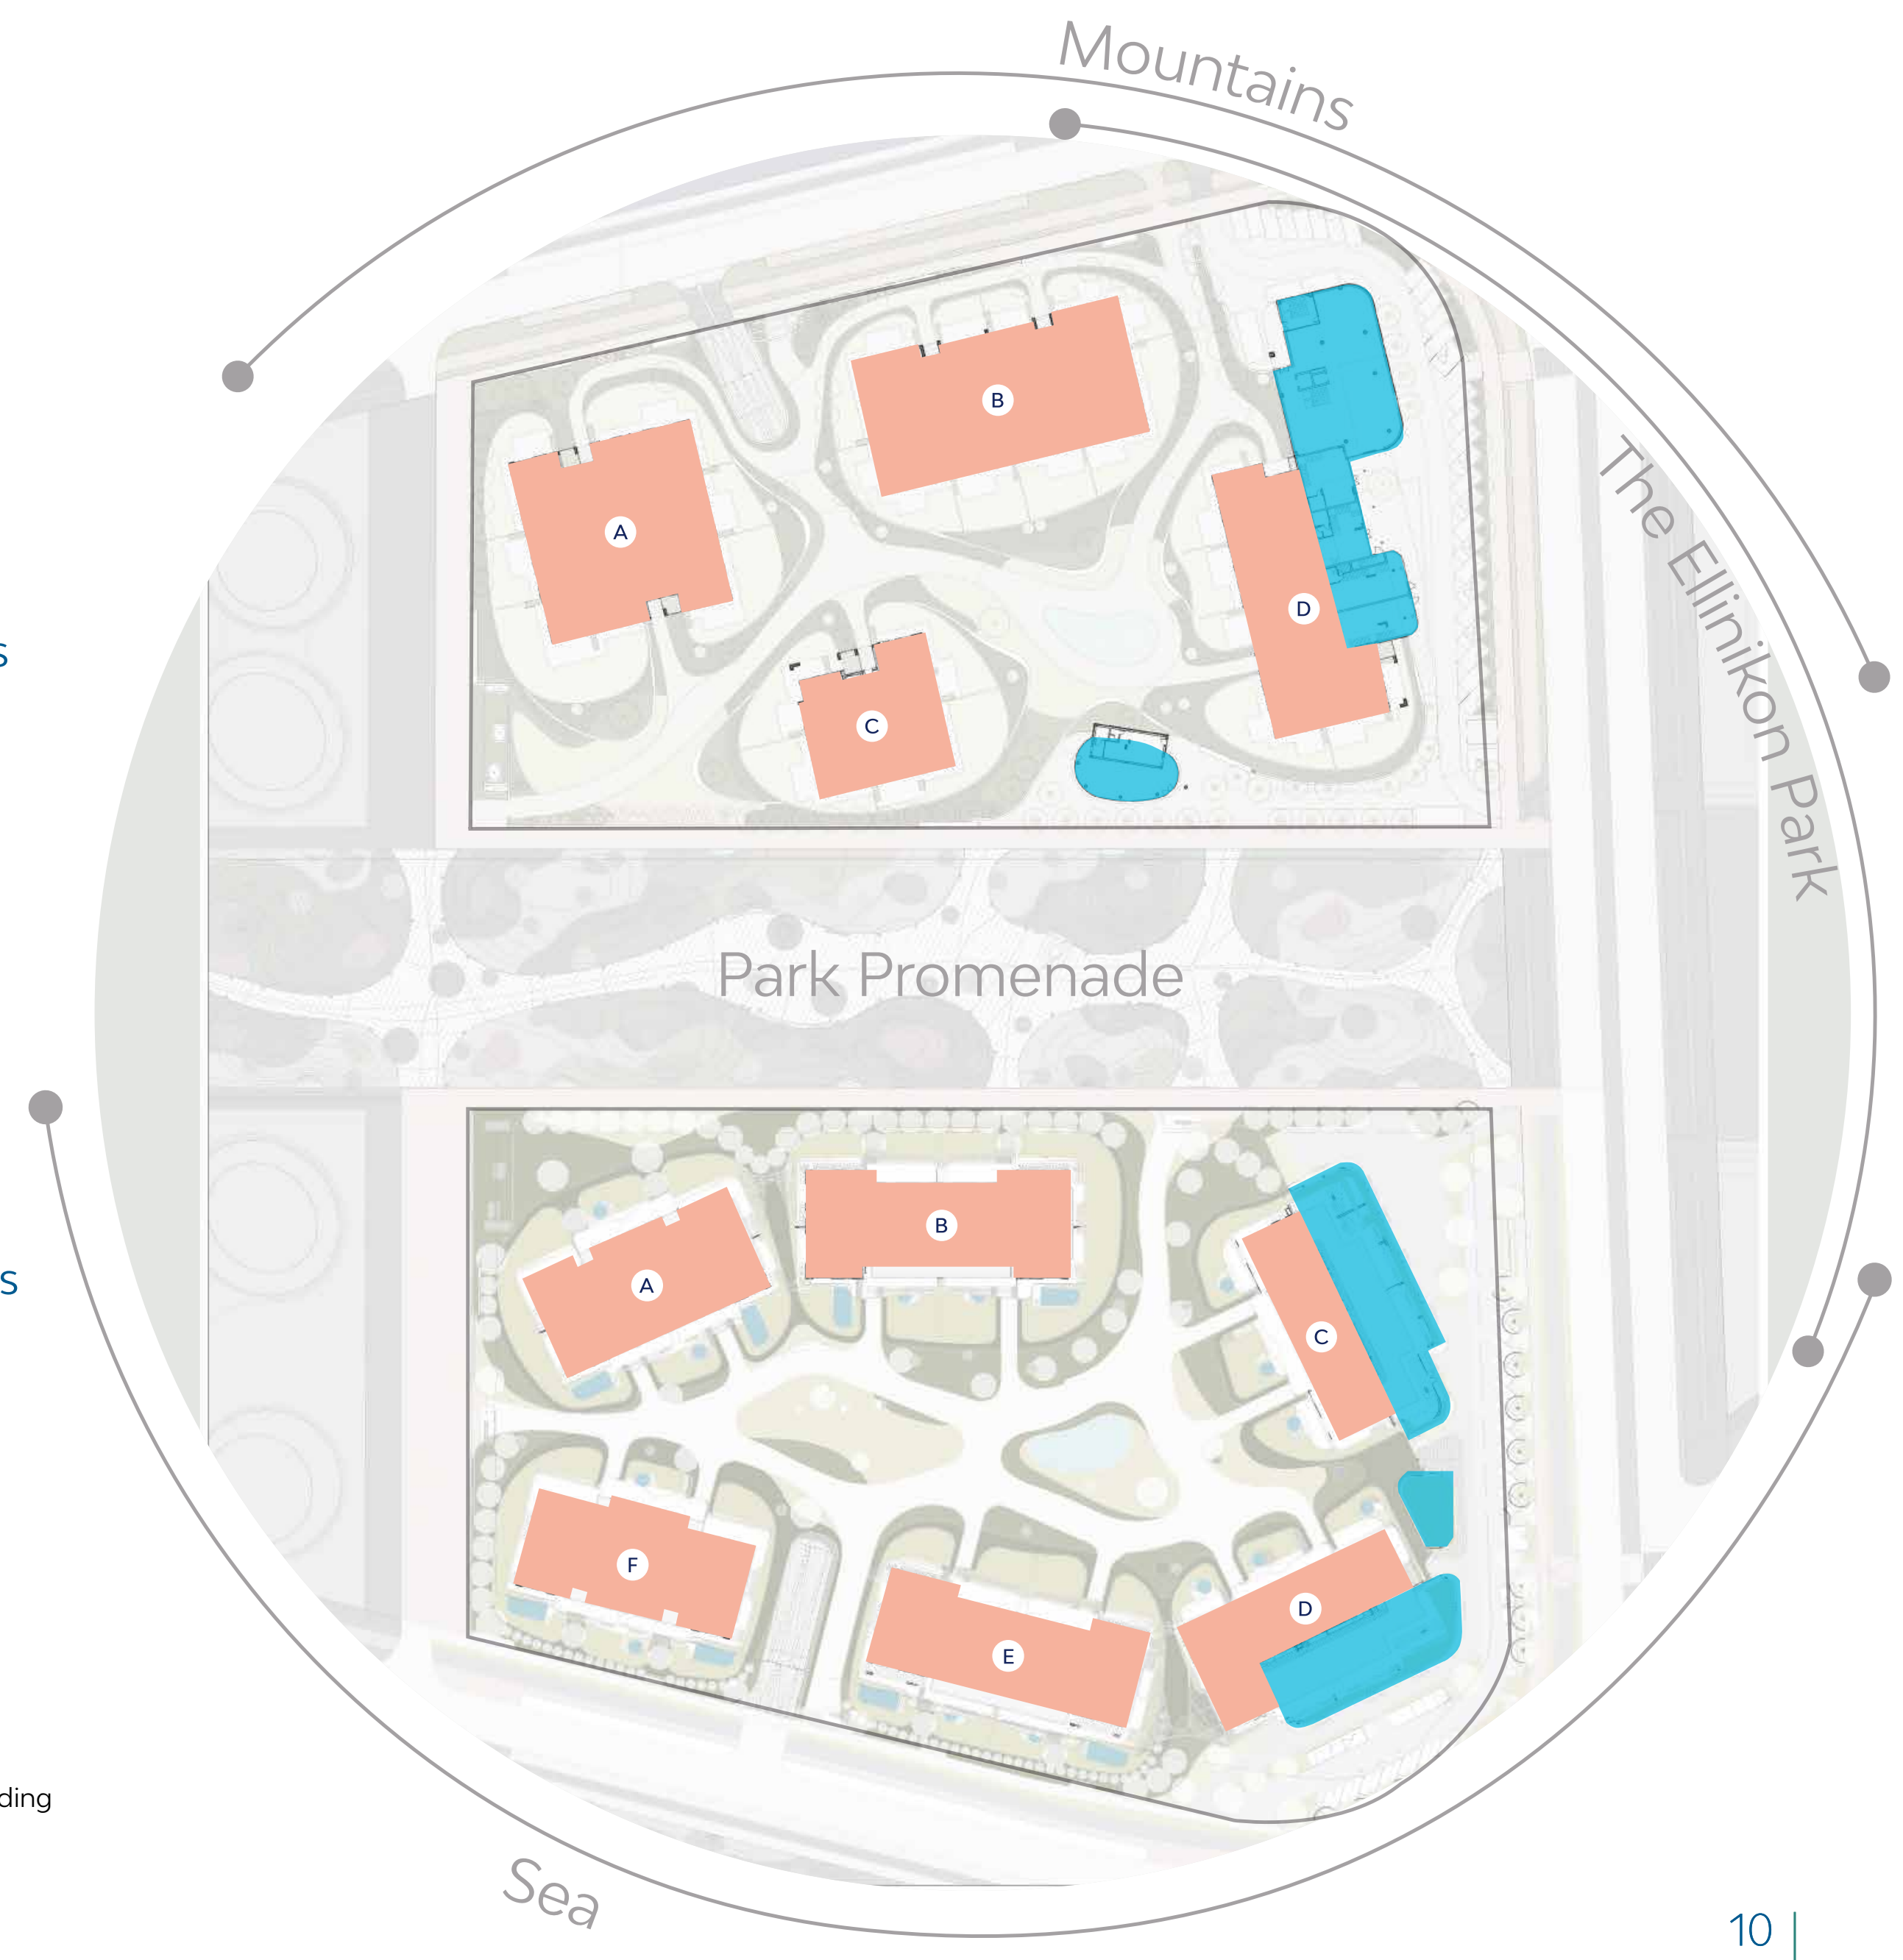 Mountains
The Ellinikon Park
B
A
D
s
C
Park Promenade
B
A
s
C
F
D
E
ding
Sea
10